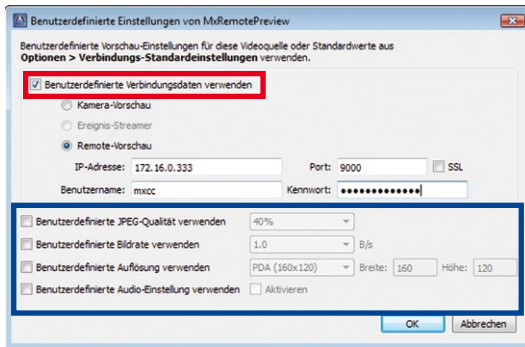 Benutzerdefinierte Einstellungen von MxRemotePreview
Benutzerdefinierte Vorschau-Einstellungen für diese Videoquelle oder Standardwerte aus
Optionen > Verbindungs-Standardeinstellungen verwenden.
Benutzerdefinierte Verbindungsdaten verwenden
Kamera-Vorschau
Ereignis-Streamer
Remote-Vorschau
IP-Adresse: 172.16.0.333 Port: 9000 SSL
Benutzername: mxcc Kennwort: •••••••••••••
Benutzerdefinierte JPEG-Qualität verwenden 40%
Benutzerdefinierte Bildrate verwenden 1.0 B/s
Benutzerdefinierte Auflösung verwenden PDA (160x120) Breite: 160 Höhe: 120
Benutzerdefinierte Audio-Einstellung verwenden Aktivieren
OK Abbrechen